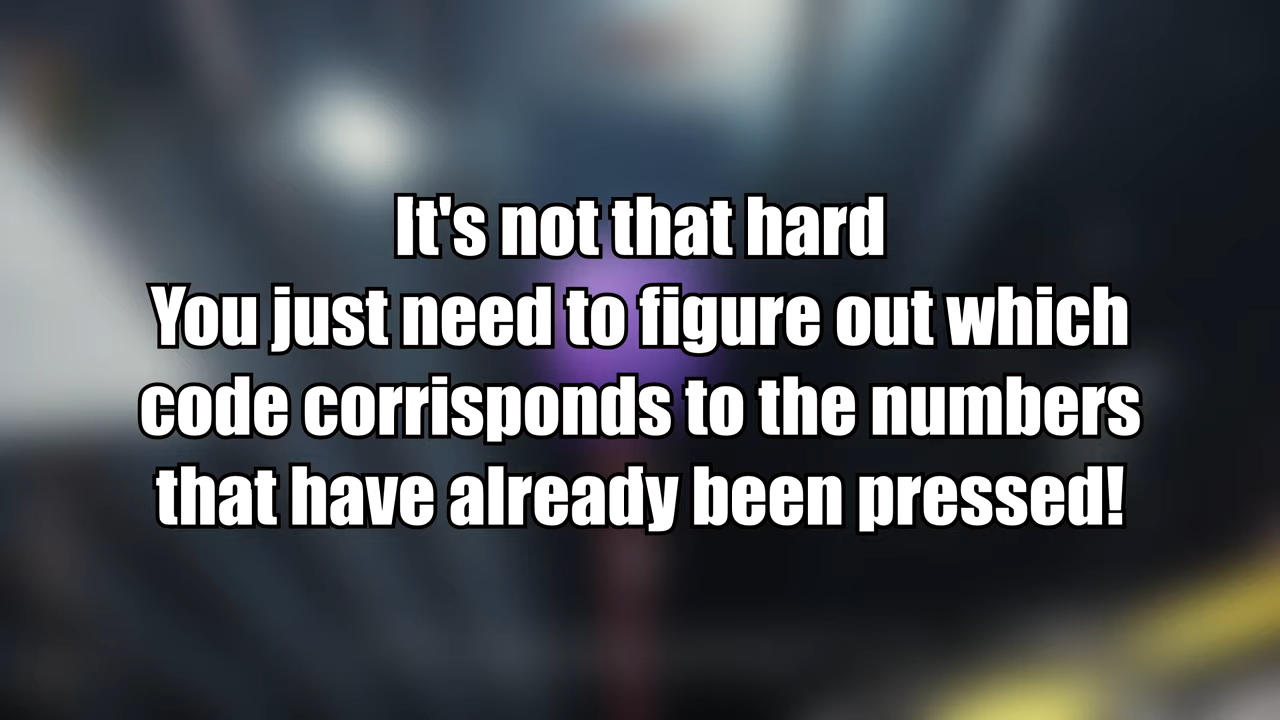 It's not that hard
You just need to figure out which
code corrisponds to the numbers
that have already been pressed!